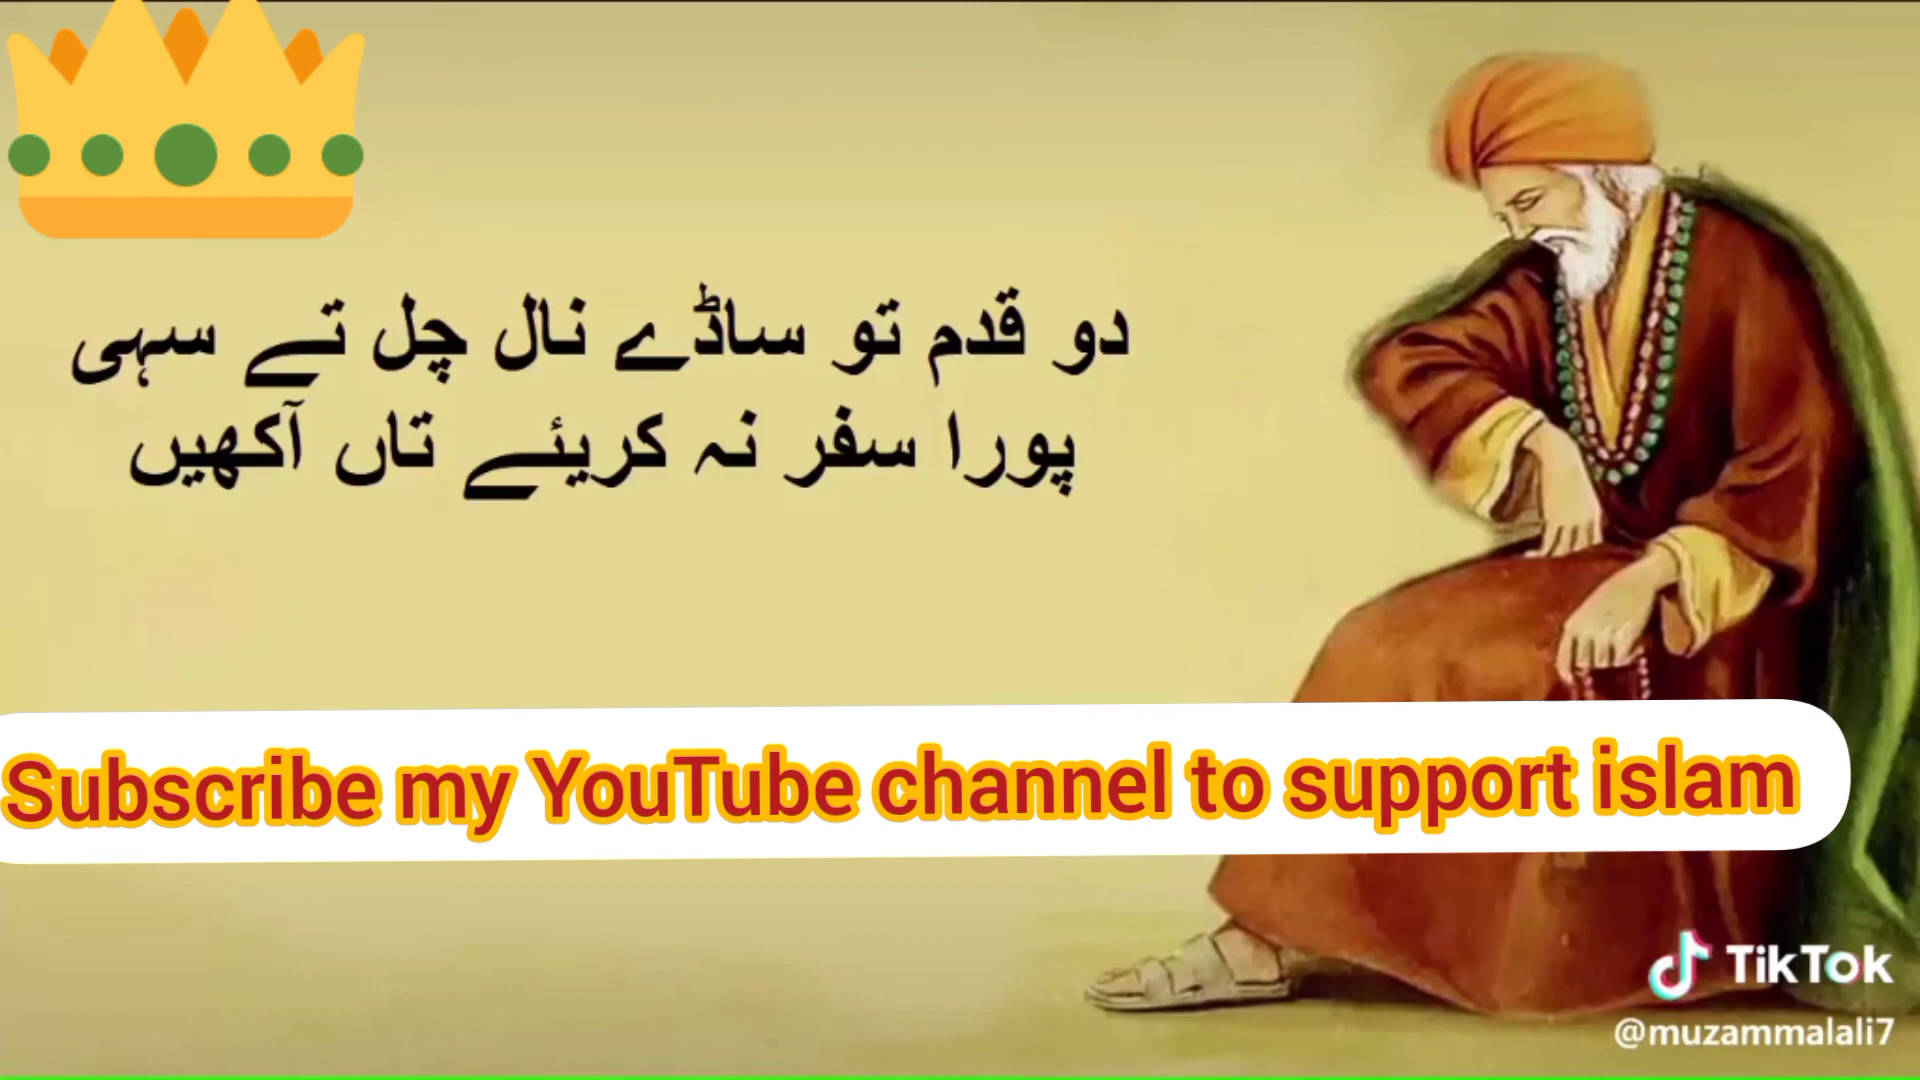 دو قدم تو ساڈے نال چل تے سہی
پورا سفر نہ کریئے تاں آکھیں
Subscribe my YouTube channel to support islam
TikTok
@muzammalali7